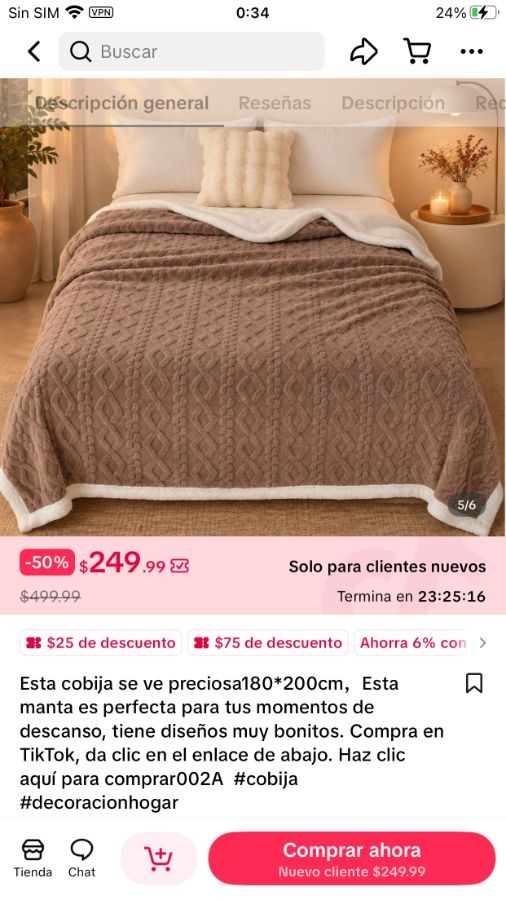 Sin SIM VPN 0:34 24%
Buscar
Descripción general Reseñas Descripción Rec
5/6
-50% $249.99 Solo para clientes nuevos
$499.99 Termina en 23:25:16
$25 de descuento $75 de descuento Ahorra 6% con
Esta cobija se ve preciosa180*200cm，Esta
manta es perfecta para tus momentos de
descanso, tiene diseños muy bonitos. Compra en
TikTok, da clic en el enlace de abajo. Haz clic
aquí para comprar002A #cobija
#decoracionhogar
Comprar ahora
Tienda Chat Nuevo cliente $249.99